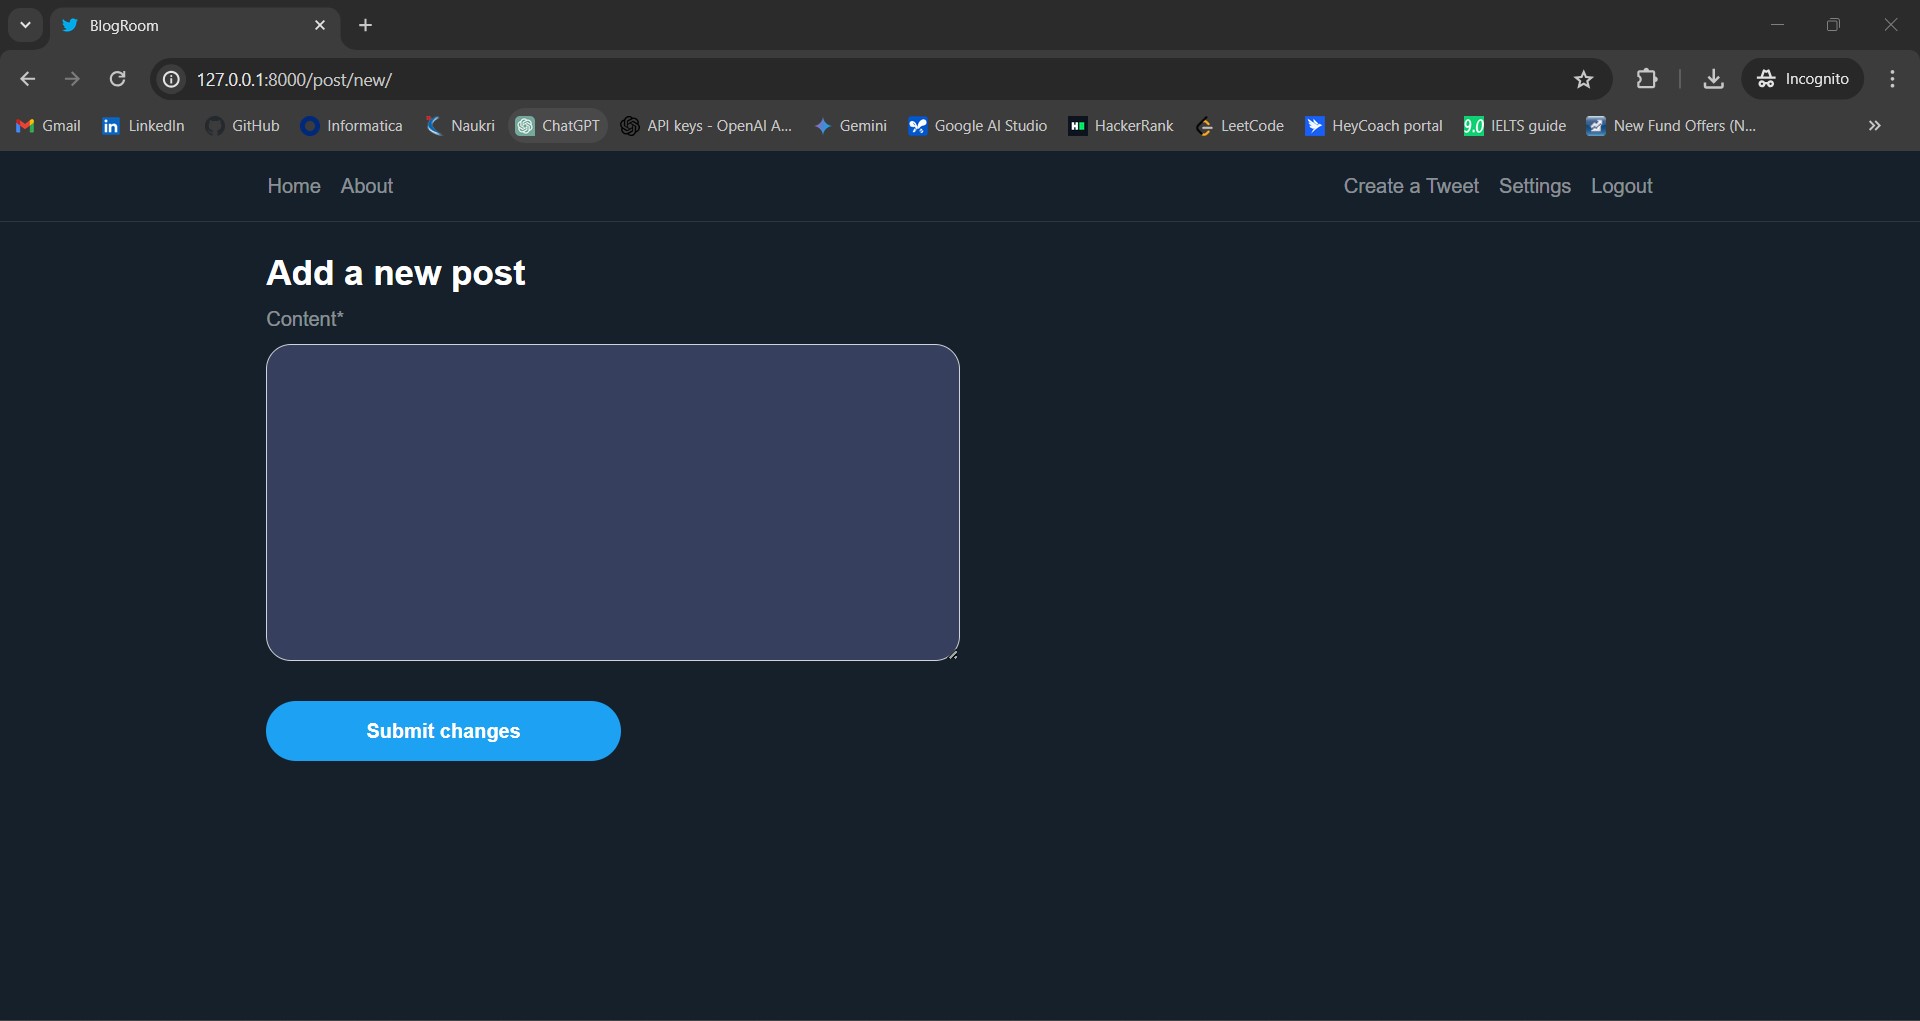 BlogRoom
127.0.0.1:8000/post/new/
Incognito
Gmail in LinkedIn GitHub Informatica Naukri ChatGPT API keys - OpenAI A... Gemini Google AI Studio H HackerRank LeetCode HeyCoach portal 9.0 IELTS guide New Fund Offers (N...
Home About Create a Tweet Settings Logout
Add a new post
Content*
Submit changes